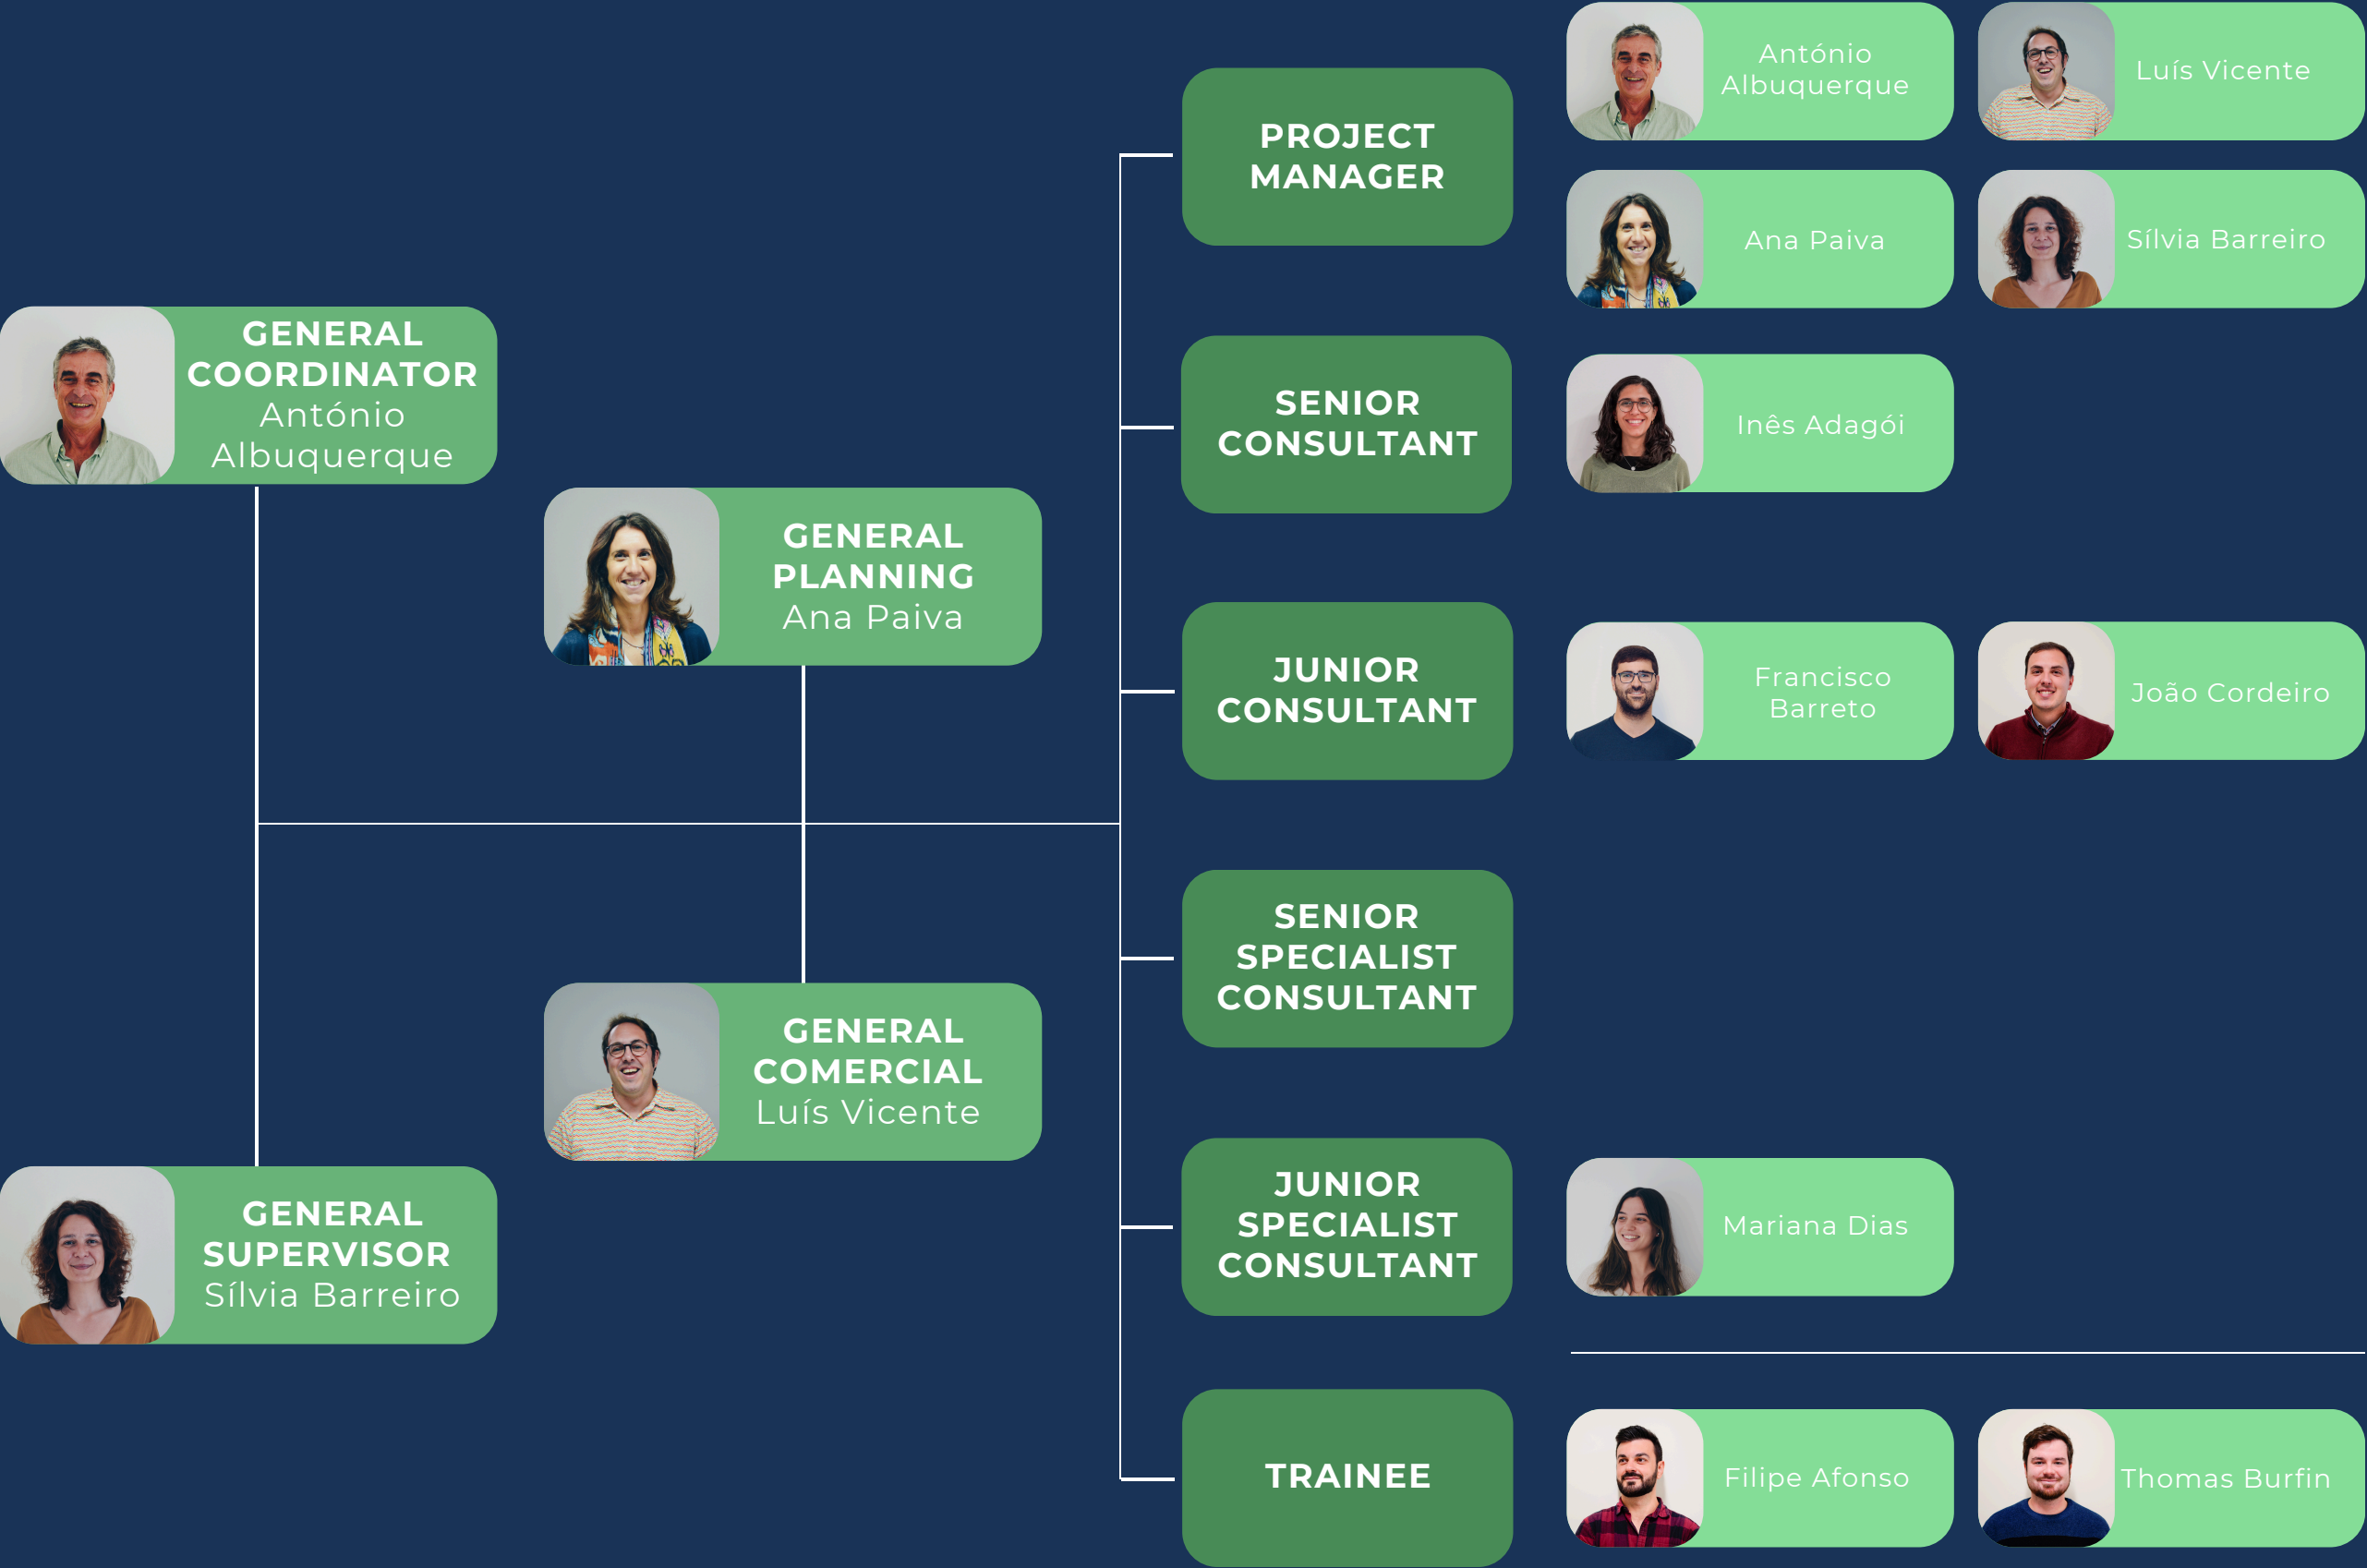 GENERAL
COORDINATOR
António
Albuquerque
GENERAL
SUPERVISOR
Sílvia Barreiro
GENERAL
PLANNING
Ana Paiva
GENERAL
COMERCIAL
Luís Vicente
PROJECT
MANAGER
António
Albuquerque
Luís Vicente
Ana Paiva
Sílvia Barreiro
SENIOR
CONSULTANT
Inês Adagói
JUNIOR
CONSULTANT
Francisco
Barreto
João Cordeiro
SENIOR
SPECIALIST
CONSULTANT
JUNIOR
SPECIALIST
CONSULTANT
Mariana Dias
TRAINEE
Filipe Afonso
Thomas Burfin